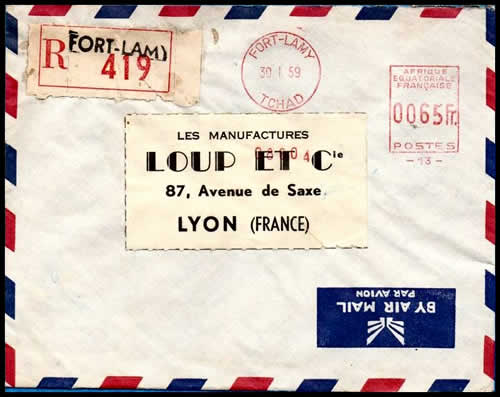 R FORT-LAMY
419
FORT-LAMY
30 1 59
TCHAD
AFRIQUE
EQUATORIALE
FRANÇAISE
0065Fr.
POSTES
- 13 -
LES MANUFACTURES
LOUP ET Cie
87, Avenue de Saxe
LYON (FRANCE)
BY AIR MAIL
PAR AVION